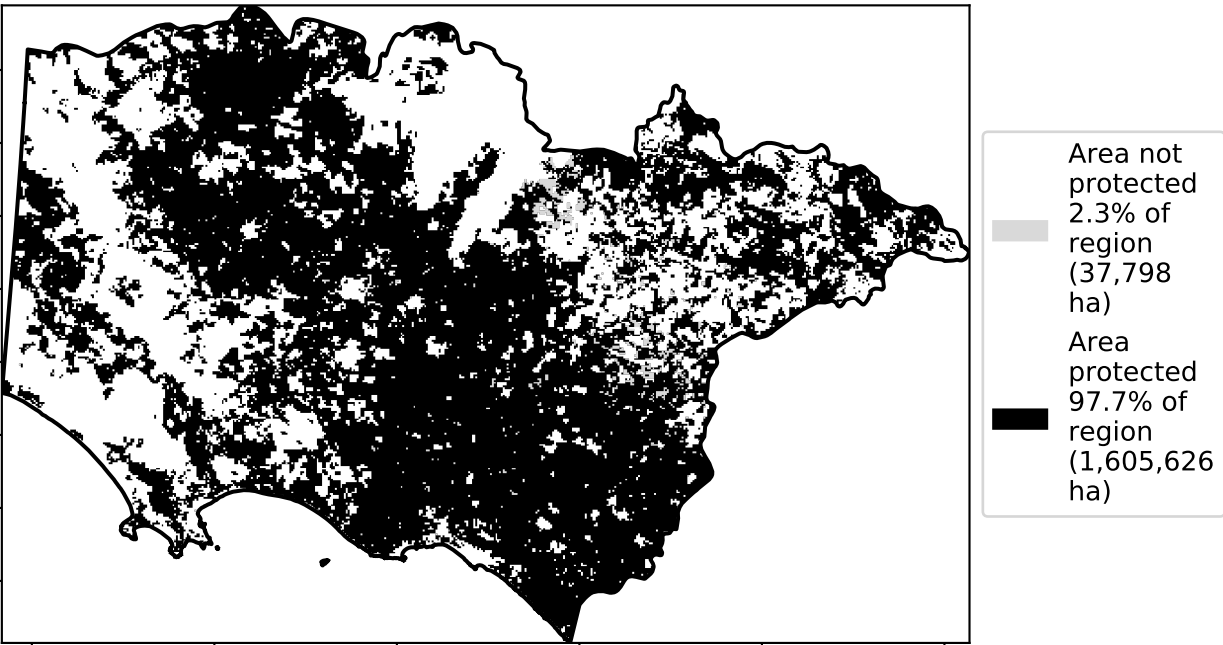 Area not
protected
2.3% of
region
(37,798
ha)
Area
protected
97.7% of
region
(1,605,626
ha)